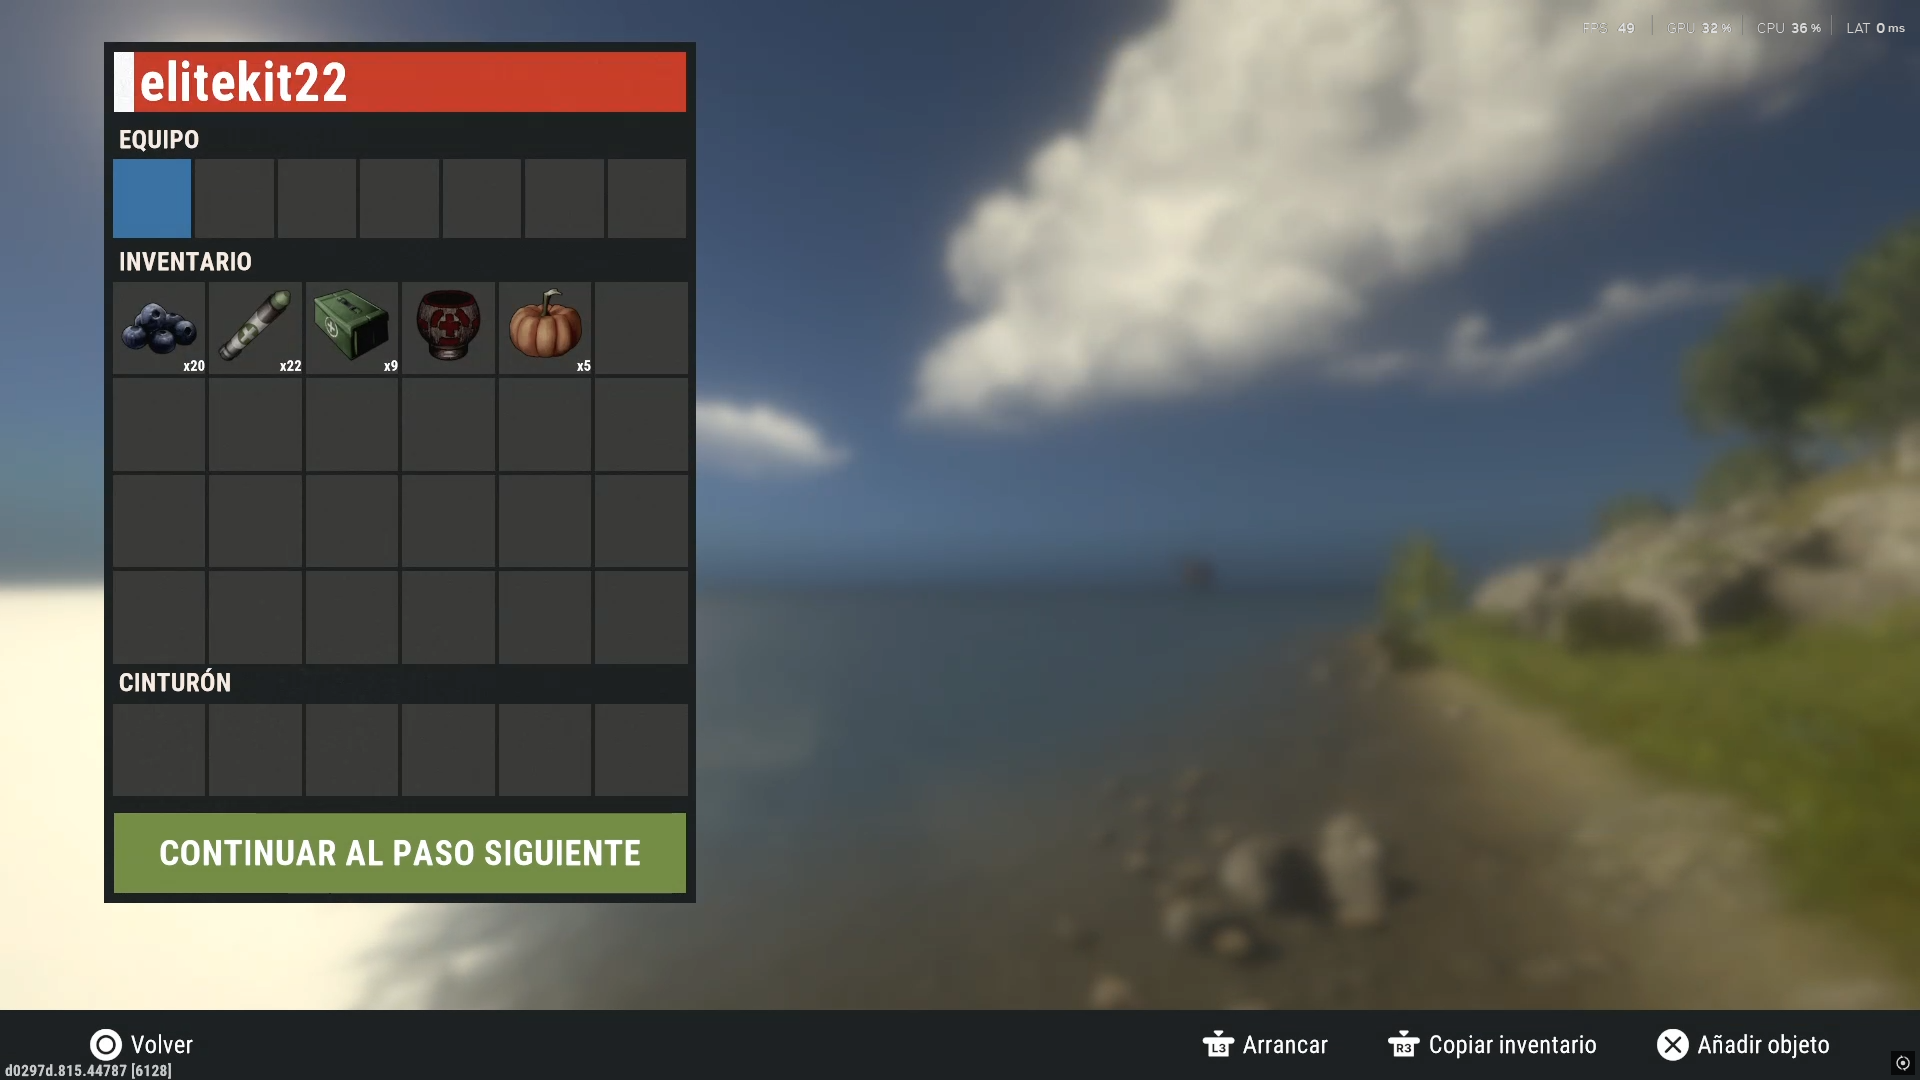 FPS 49 GPU 32 % CPU 36 % LAT 0 ms
elitekit22
EQUIPO
INVENTARIO
x20 x22 x9 x5
CINTURÓN
CONTINUAR AL PASO SIGUIENTE
Volver L3 Arrancar R3 Copiar inventario Añadir objeto
d0297d.815.44787 [6128]